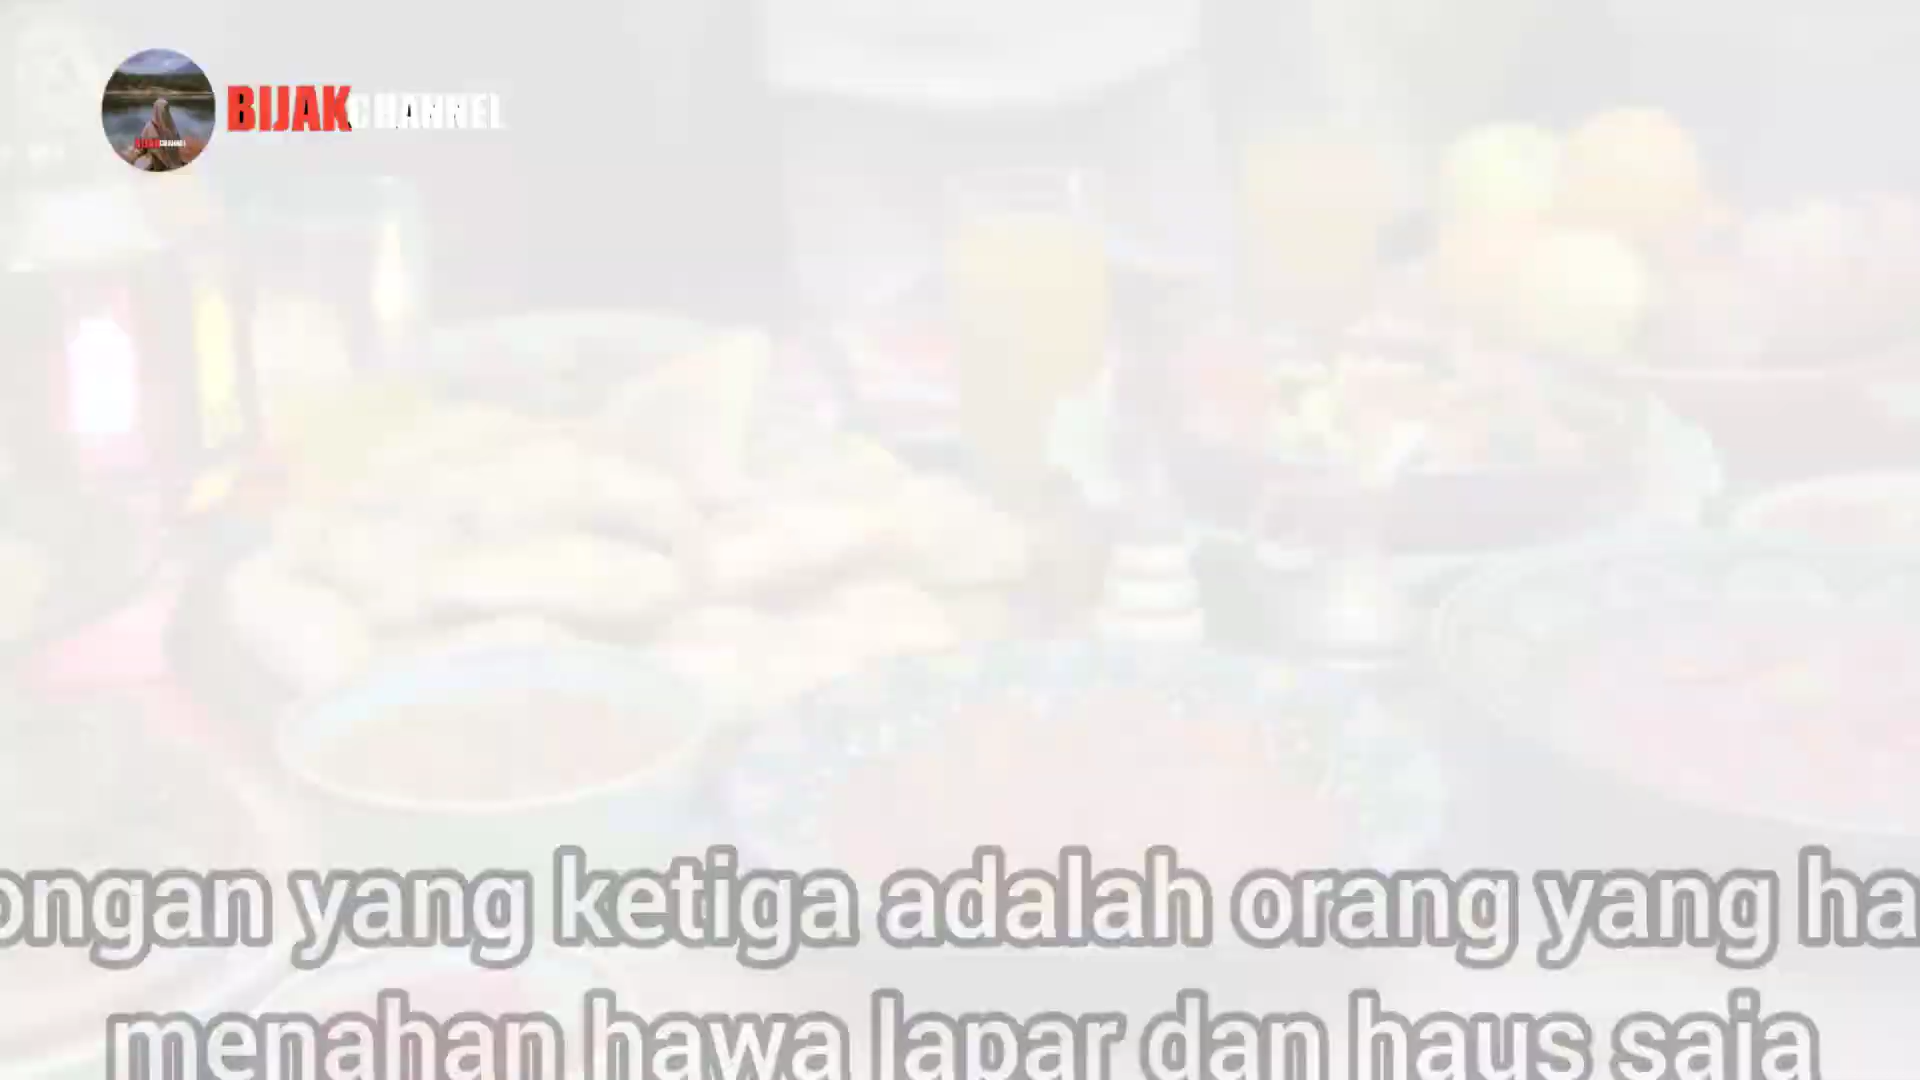 BIJAK CHANNEL
ongan yang ketiga adalah orang yang ha
menahan hawa lapar dan haus saja